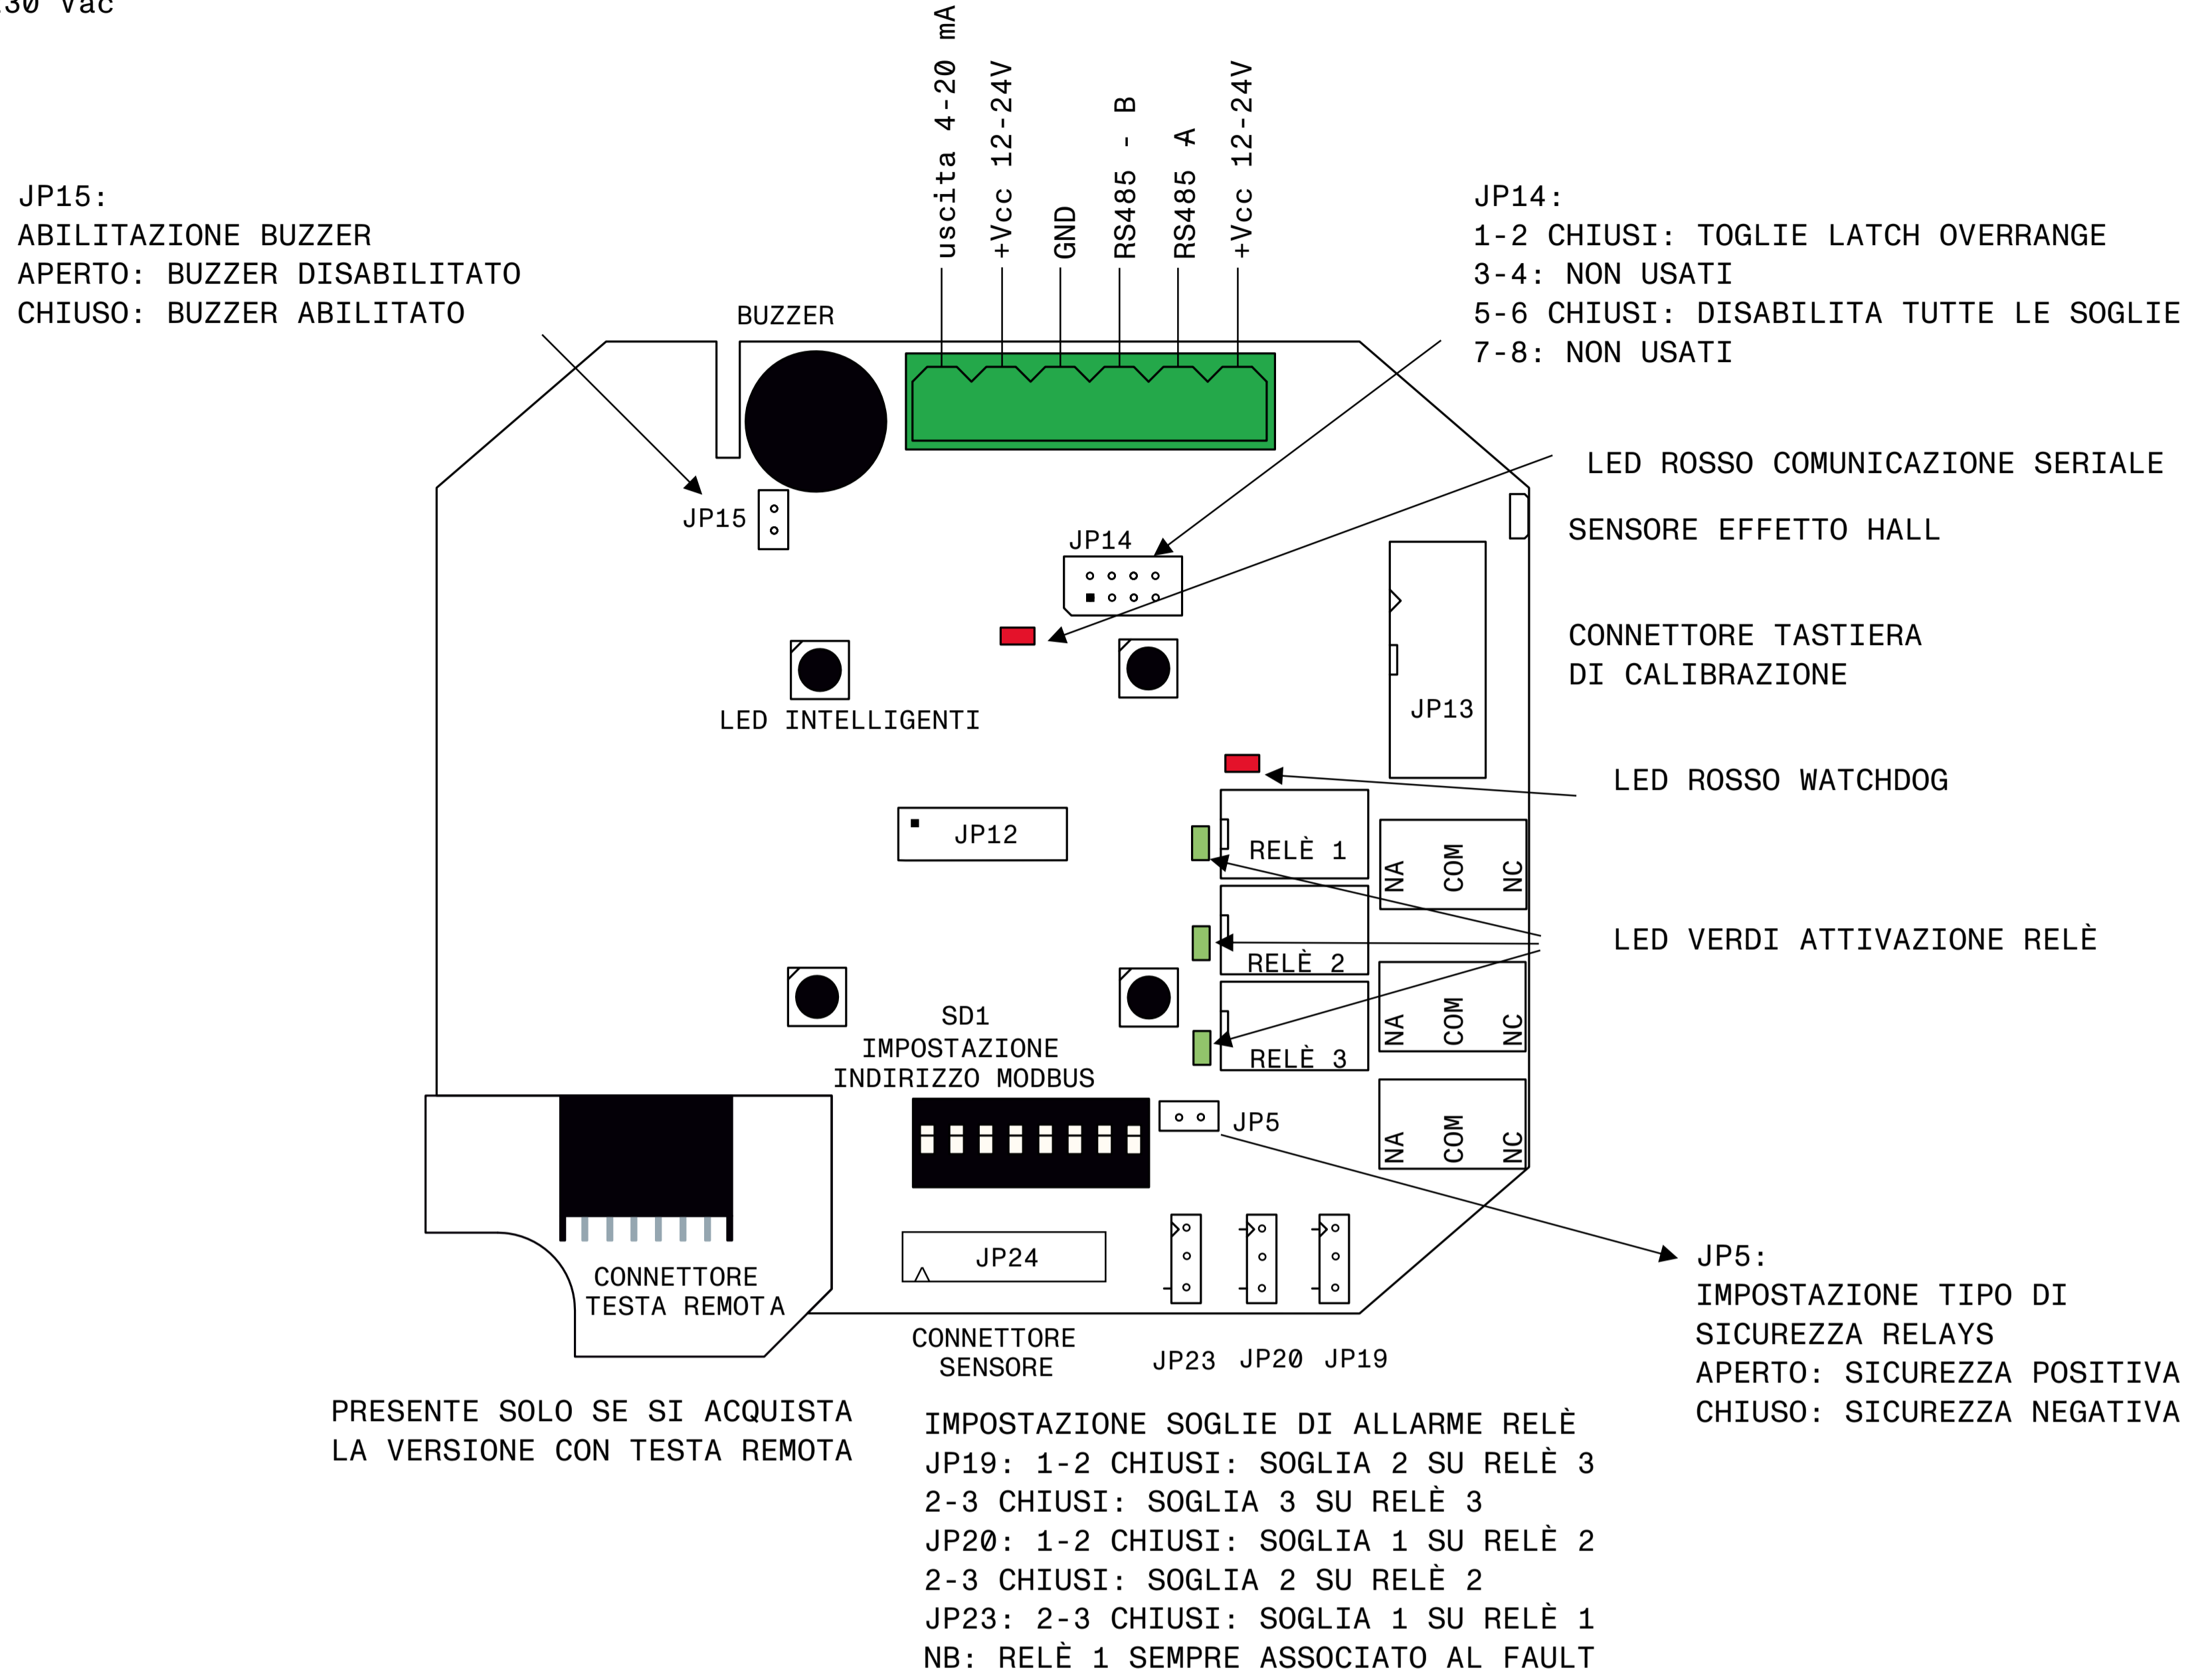 30 Vac
uscita 4-20 mA
+Vcc 12-24V
GND
RS485 - B
RS485 A
+Vcc 12-24V
JP15:
ABILITAZIONE BUZZER
APERTO: BUZZER DISABILITATO
CHIUSO: BUZZER ABILITATO
JP14:
1-2 CHIUSI: TOGLIE LATCH OVERRANGE
3-4: NON USATI
5-6 CHIUSI: DISABILITA TUTTE LE SOGLIE
7-8: NON USATI
BUZZER
LED ROSSO COMUNICAZIONE SERIALE
JP15
JP14
SENSORE EFFETTO HALL
CONNETTORE TASTIERA
DI CALIBRAZIONE
JP13
LED INTELLIGENTI
LED ROSSO WATCHDOG
JP12
RELÈ 1
NA COM NC
LED VERDI ATTIVAZIONE RELÈ
RELÈ 2
NA COM NC
SD1
IMPOSTAZIONE
INDIRIZZO MODBUS
RELÈ 3
JP5
NA COM NC
JP24
CONNETTORE
TESTA REMOTA
CONNETTORE
SENSORE
JP23 JP20 JP19
JP5:
IMPOSTAZIONE TIPO DI
SICUREZZA RELAYS
APERTO: SICUREZZA POSITIVA
CHIUSO: SICUREZZA NEGATIVA
PRESENTE SOLO SE SI ACQUISTA
LA VERSIONE CON TESTA REMOTA
IMPOSTAZIONE SOGLIE DI ALLARME RELÈ
JP19: 1-2 CHIUSI: SOGLIA 2 SU RELÈ 3
2-3 CHIUSI: SOGLIA 3 SU RELÈ 3
JP20: 1-2 CHIUSI: SOGLIA 1 SU RELÈ 2
2-3 CHIUSI: SOGLIA 2 SU RELÈ 2
JP23: 2-3 CHIUSI: SOGLIA 1 SU RELÈ 1
NB: RELÈ 1 SEMPRE ASSOCIATO AL FAULT